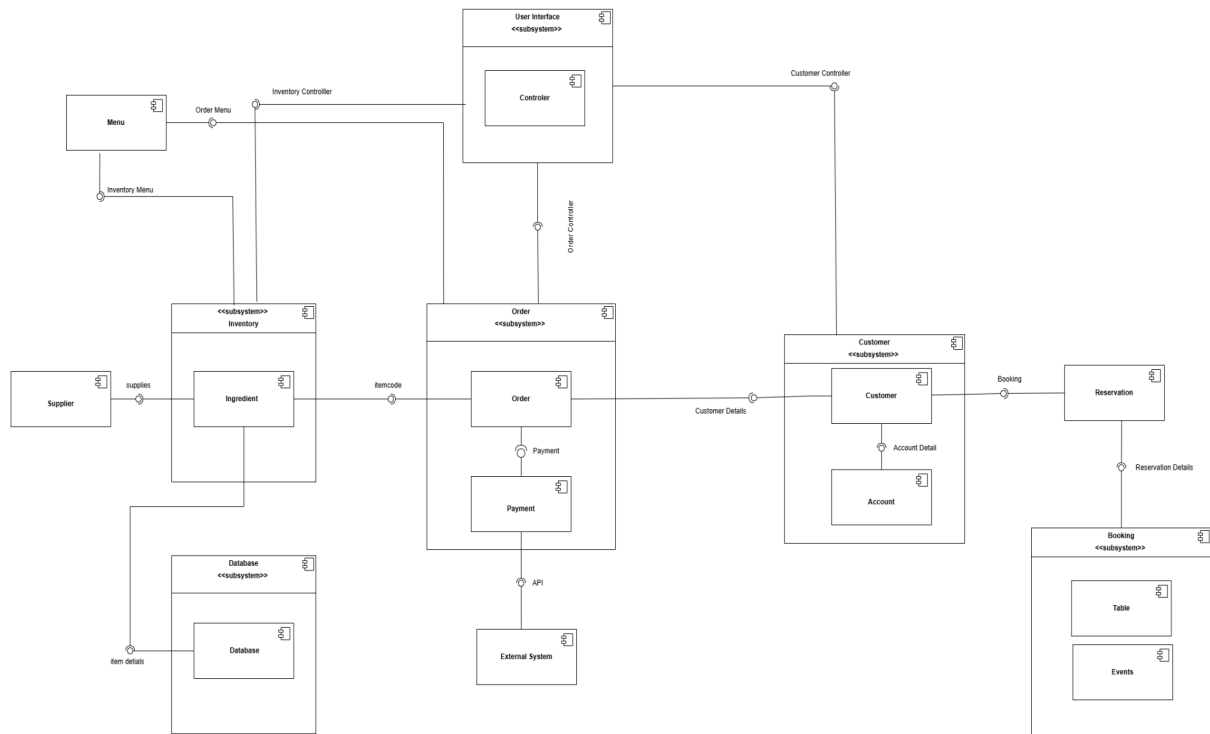 User Interface
<<subsystem>>
Controler
Customer Controller
Inventory Controlller
Order Menu
Menu
Inventory Menu
Order Controller
<<subsystem>>
Inventory
Order
<<subsystem>>
Customer
<<subsystem>>
Supplier
supplies
Ingredient
itemcode
Order
Customer Details
Customer
Booking
Reservation
Payment
Account Detail
Reservation Details
Payment
Account
Booking
<<subsystem>>
Database
<<subsystem>>
API
Table
Database
item detials
External System
Events